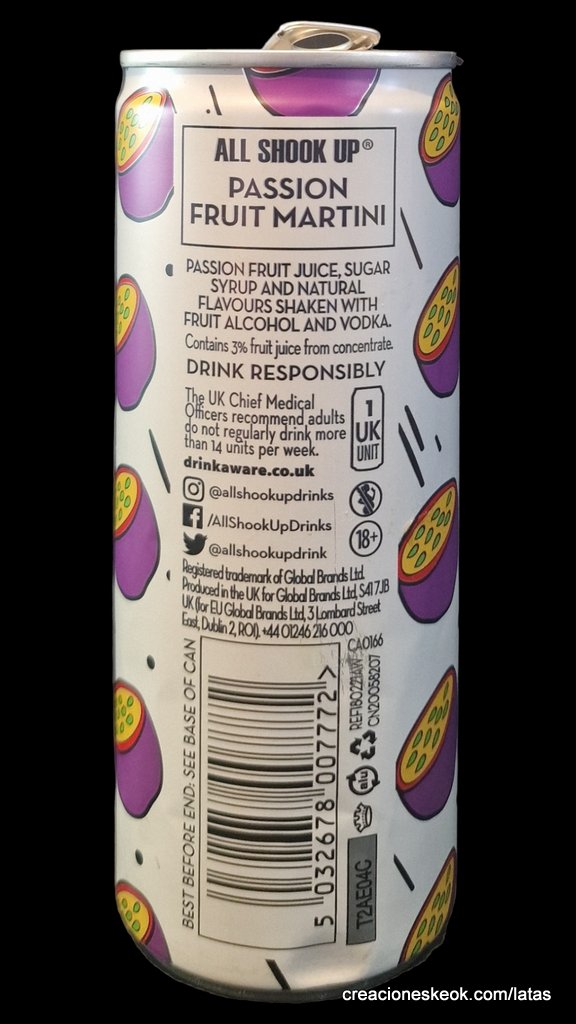 ALL SHOOK UP®
PASSION
FRUIT MARTINI
PASSION FRUIT JUICE, SUGAR
SYRUP AND NATURAL
FLAVOURS SHAKEN WITH
FRUIT ALCOHOL AND VODKA.
Contains 3% fruit juice from concentrate.
DRINK RESPONSIBLY
The UK Chief Medical
Officers recommend adults
do not regularly drink more
than 14 units per week.
1
UK
UNIT
drinkaware.co.uk
@allshookupdrinks
/AllShookUpDrinks
18+
@allshookupdrink
Registered trademark of Global Brands Ltd.
Produced in the UK for Global Brands Ltd, S41 7JB
UK (for EU Global Brands Ltd, 3 Lombard Street
East, Dublin 2, ROI). +44 01246 216 000
BEST BEFORE END: SEE BASE OF CAN
5 032678 007772 >
CA0166
CN20058207
alu
T2AE04C
creacioneskeok.com/latas